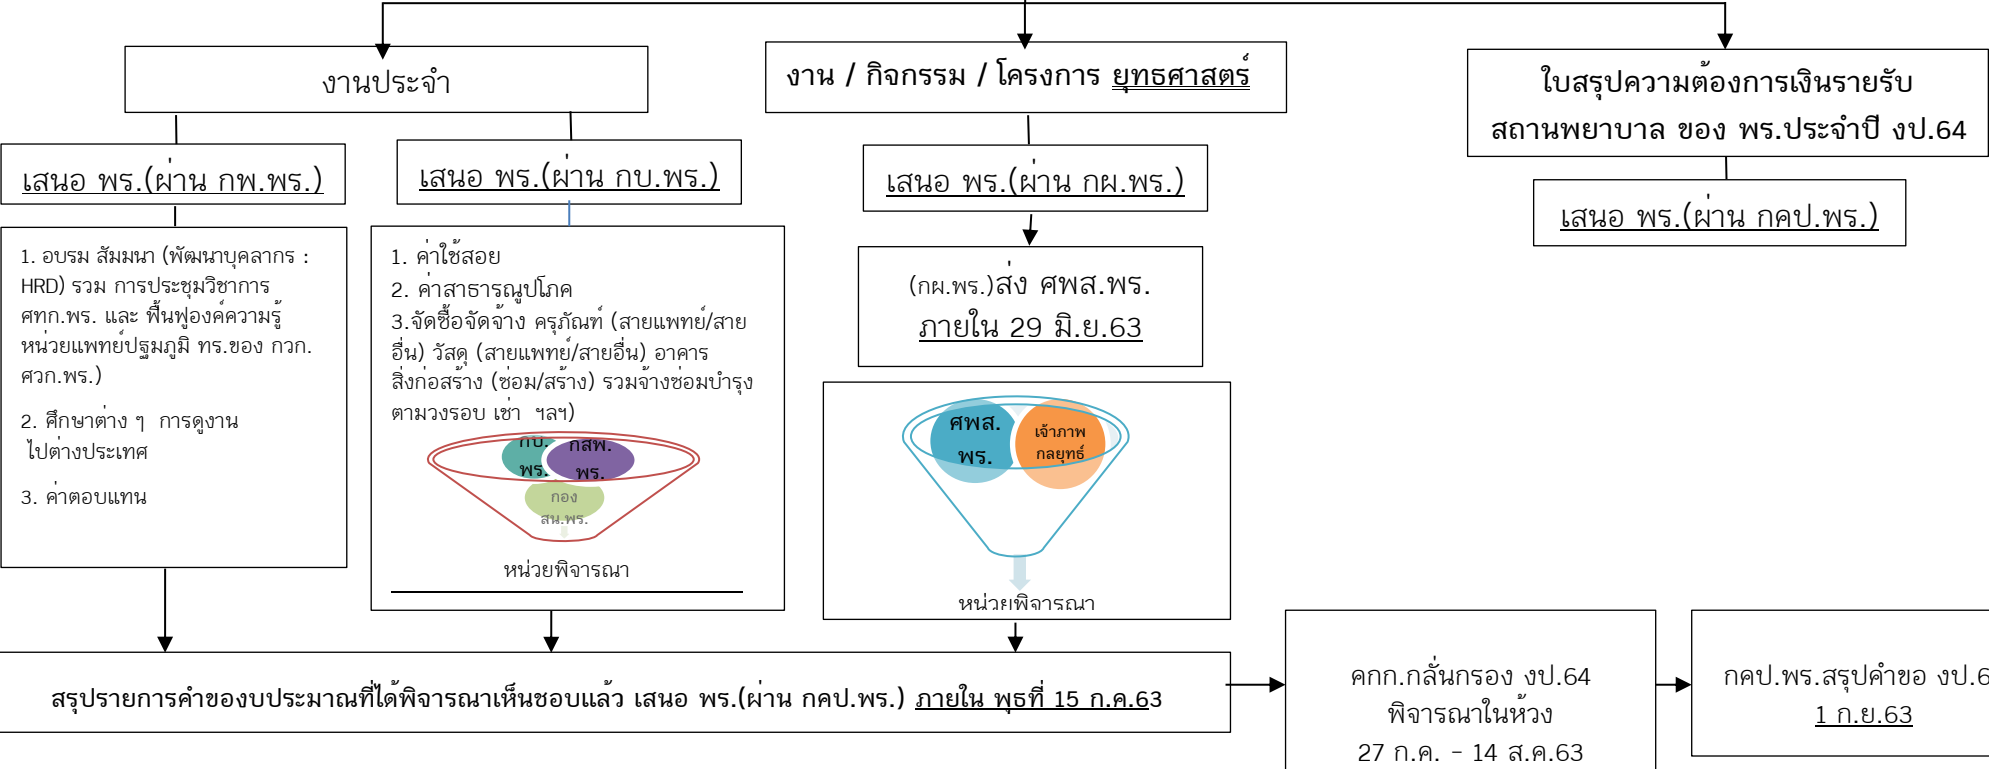 งานประจำ
งาน / กิจกรรม / โครงการ ยุทธศาสตร์
ใบสรุปความต้องการเงินรายรับ
สถานพยาบาล ของ พร.ประจำปี งป.64
เสนอ พร.(ผ่าน กพ.พร.)
เสนอ พร.(ผ่าน กบ.พร.)
เสนอ พร.(ผ่าน กผ.พร.)
เสนอ พร.(ผ่าน กคป.พร.)
1. อบรม สัมมนา (พัฒนาบุคลากร :
HRD) รวม การประชุมวิชาการ
ศทก.พร. และ ฟื้นฟูองค์ความรู้
หน่วยแพทย์ปฐมภูมิ ทร.ของ กวก.
ศวก.พร.)
2. ศึกษาต่าง ๆ การดูงาน
ไปต่างประเทศ
3. ค่าตอบแทน
1. ค่าใช้สอย
2. ค่าสาธารณูปโภค
3.จัดซื้อจัดจ้าง ครุภัณฑ์ (สายแพทย์/สาย
อื่น) วัสดุ (สายแพทย์/สายอื่น) อาคาร
สิ่งก่อสร้าง (ซ่อม/สร้าง) รวมจ้างซ่อมบำรุง
ตามวงรอบ เช่า ฯลฯ)
กบ.
พร.
กสพ.
พร.
กอง
สน.พร.
หน่วยพิจารณา
(กผ.พร.)ส่ง ศพส.พร.
ภายใน 29 มิ.ย.63
ศพส.
พร.
เจ้าภาพ
กลยุทธ์
หน่วยพิจารณา
สรุปรายการคำของบประมาณที่ได้พิจารณาเห็นชอบแล้ว เสนอ พร.(ผ่าน กคป.พร.) ภายใน พุธที่ 15 ก.ค.63
คกก.กลั่นกรอง งป.64
พิจารณาในห้วง
27 ก.ค. - 14 ส.ค.63
กคป.พร.สรุปคำขอ งป.6
1 ก.ย.63